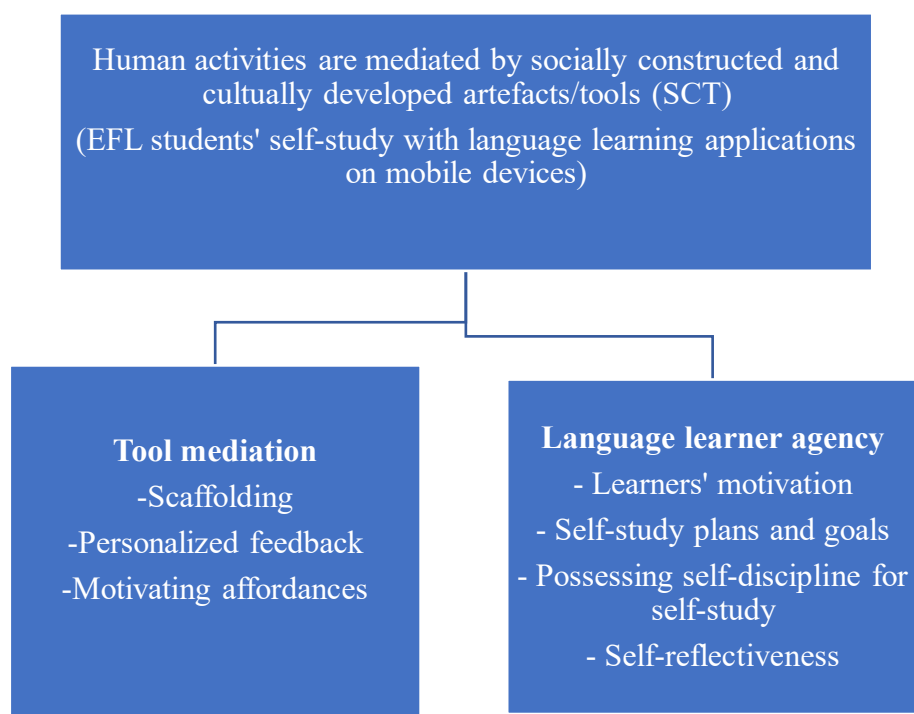 Human activities are mediated by socially constructed and
cultually developed artefacts/tools (SCT)
(EFL students' self-study with language learning applications
on mobile devices)
Tool mediation
-Scaffolding
-Personalized feedback
-Motivating affordances
Language learner agency
- Learners' motivation
- Self-study plans and goals
- Possessing self-discipline for
self-study
- Self-reflectiveness